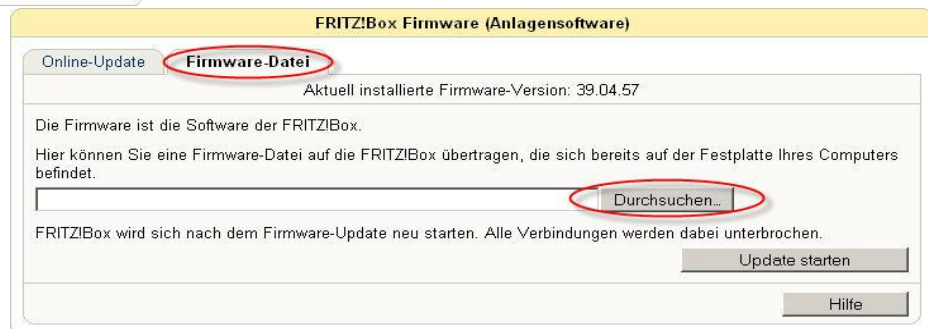 FRITZ!Box Firmware (Anlagensoftware)
Online-Update Firmware-Datei
Aktuell installierte Firmware-Version: 39.04.57
Die Firmware ist die Software der FRITZ!Box.
Hier können Sie eine Firmware-Datei auf die FRITZ!Box übertragen, die sich bereits auf der Festplatte Ihres Computers
befindet.
Durchsuchen...
FRITZ!Box wird sich nach dem Firmware-Update neu starten. Alle Verbindungen werden dabei unterbrochen.
Update starten
Hilfe